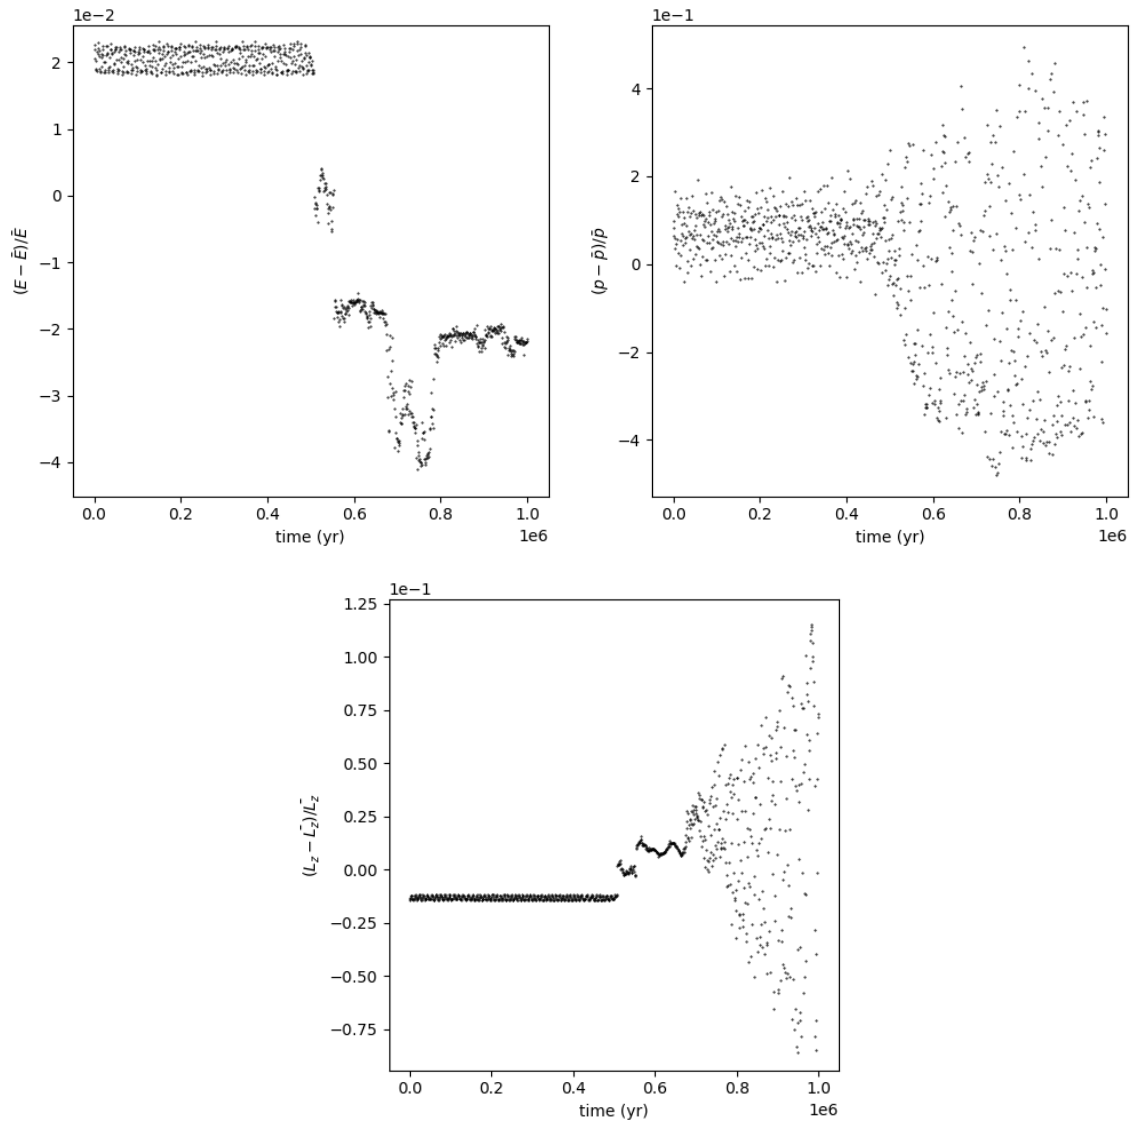 1e−2
2
1
0
−1
−2
−3
−4
(E − Ē)/Ē
0.0 0.2 0.4 0.6 0.8 1.0
1e6
time (yr)
1e−1
4
2
0
−2
−4
(p − p̄)/p̄
0.0 0.2 0.4 0.6 0.8 1.0
1e6
time (yr)
1e−1
1.25
1.00
0.75
0.50
0.25
0.00
−0.25
−0.50
−0.75
(L_z − L̄_z)/L̄_z
0.0 0.2 0.4 0.6 0.8 1.0
1e6
time (yr)